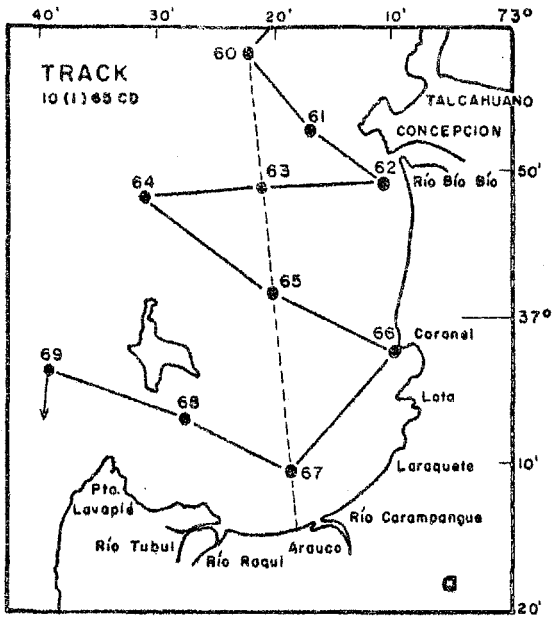 40' 30' 20' 10' 73°
60
TRACK
10 (1) 65 CD
TALCAHUANO
61
CONCEPCION
62
50'
63
Río Bío Bío
64
65
37°
66
Coronel
69
Lota
68
10'
67
Laraquete
Pta.
Lavapié
Río Carampangue
Río Tubul
Arauco
Río Raqui
a
20'